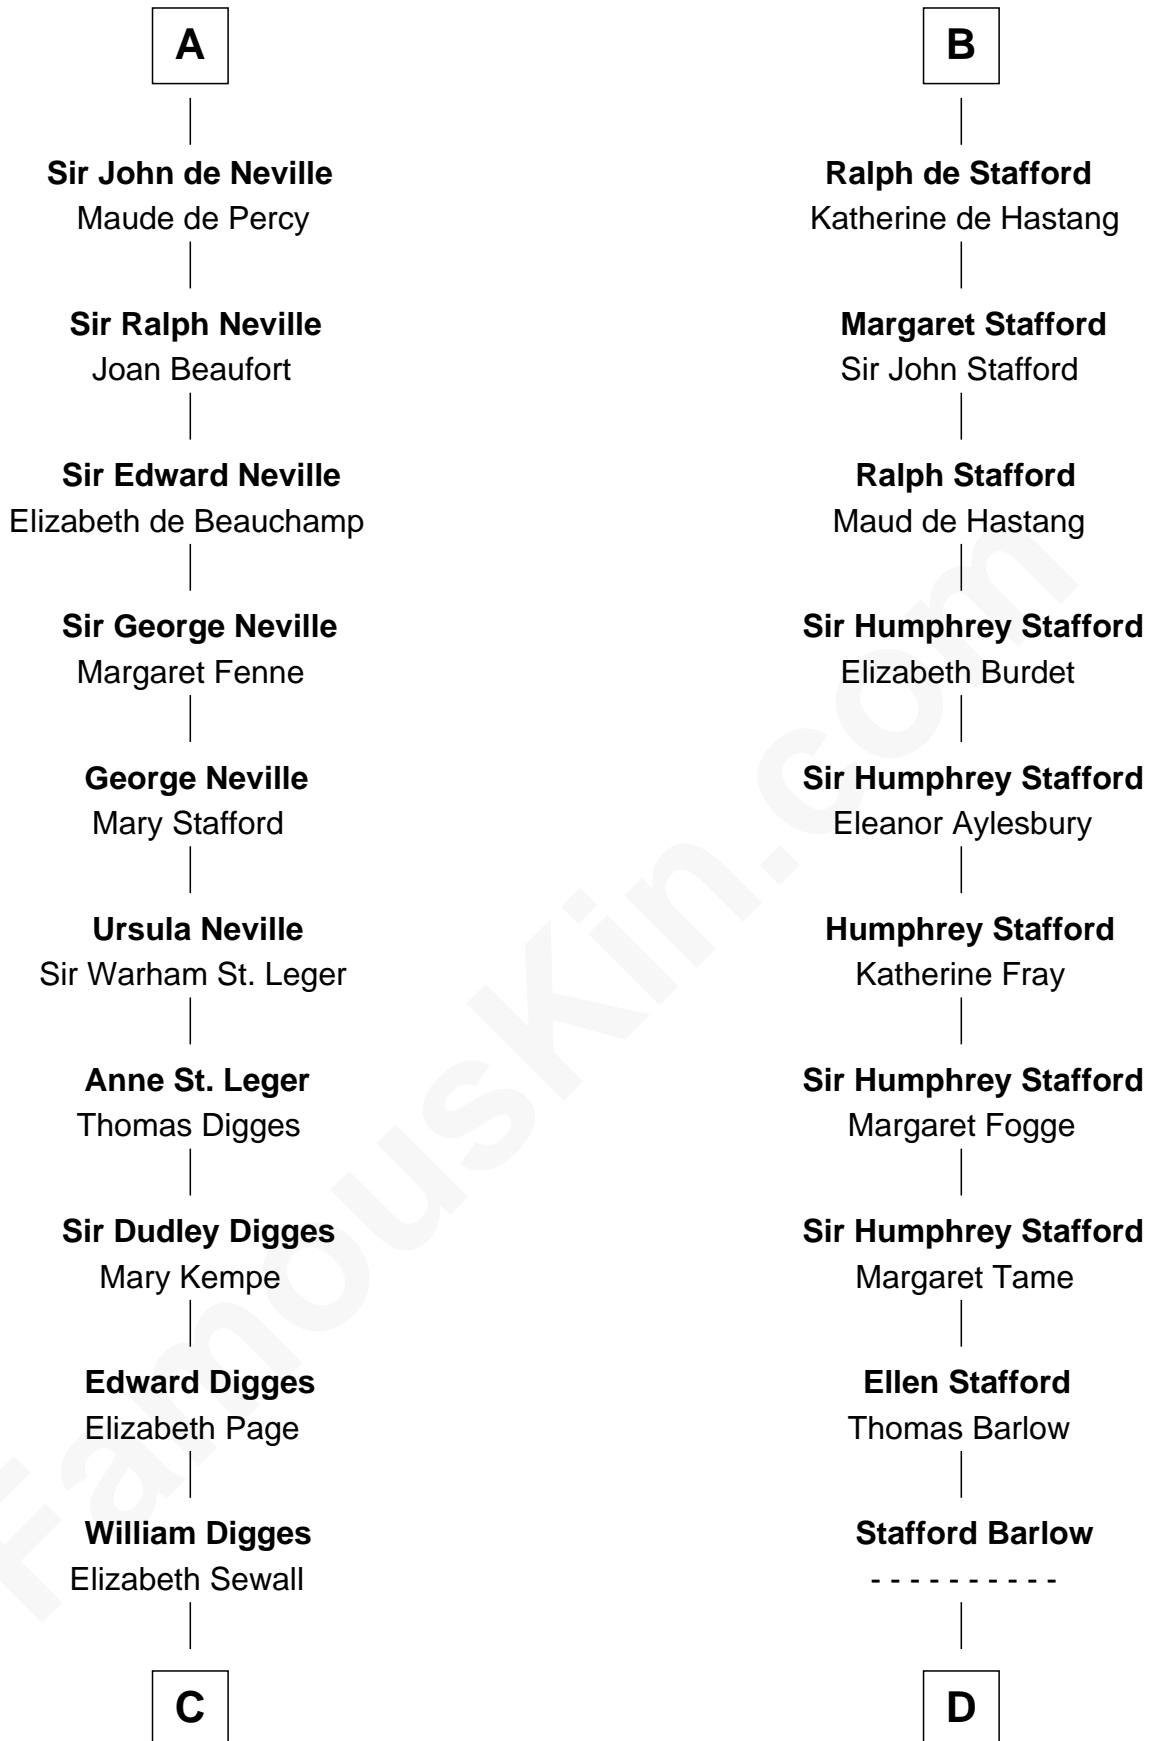 A
Sir John de Neville
Maude de Percy
Sir Ralph Neville
Joan Beaufort
Sir Edward Neville
Elizabeth de Beauchamp
Sir George Neville
Margaret Fenne
George Neville
Mary Stafford
Ursula Neville
Sir Warham St. Leger
Anne St. Leger
Thomas Digges
Sir Dudley Digges
Mary Kempe
Edward Digges
Elizabeth Page
William Digges
Elizabeth Sewall
C
B
Ralph de Stafford
Katherine de Hastang
Margaret Stafford
Sir John Stafford
Ralph Stafford
Maud de Hastang
Sir Humphrey Stafford
Elizabeth Burdet
Sir Humphrey Stafford
Eleanor Aylesbury
Humphrey Stafford
Katherine Fray
Sir Humphrey Stafford
Margaret Fogge
Sir Humphrey Stafford
Margaret Tame
Ellen Stafford
Thomas Barlow
Stafford Barlow
- - - - - - - - - -
D
FamousKin.com